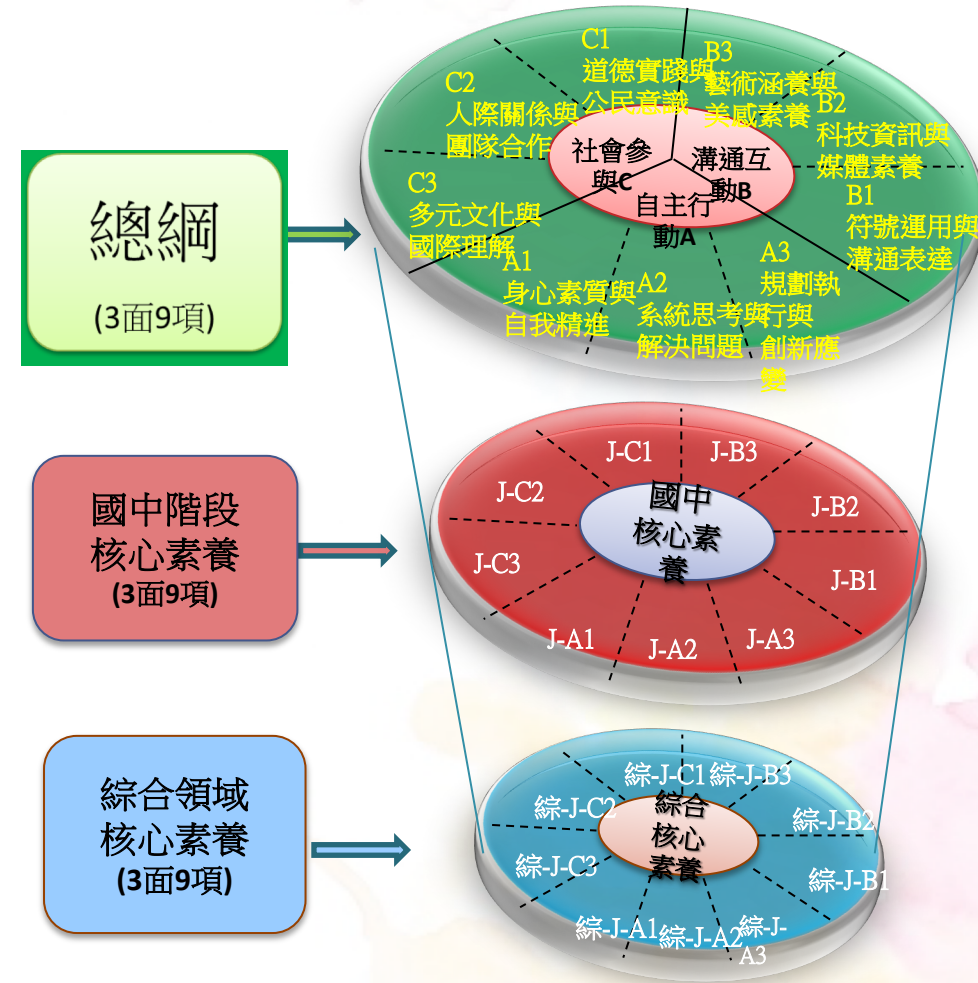 總綱
(3面9項)
C1
道德實踐與
公民意識
B3
藝術涵養與
美感素養
C2
人際關係與
團隊合作
B2
科技資訊與
媒體素養
社會參
與C
溝通互
動B
自主行
動A
C3
多元文化與
國際理解
B1
符號運用與
溝通表達
A1
身心素質與
自我精進
A2
系統思考與
解決問題
A3
規劃執
行與
創新應
變
國中階段
核心素養
(3面9項)
J-C1
J-B3
J-C2
J-B2
國中
核心素
養
J-C3
J-B1
J-A1
J-A2
J-A3
綜合領域
核心素養
(3面9項)
綜-J-C1
綜-J-B3
綜-J-C2
綜-J-B2
綜合
核心
素養
綜-J-C3
綜-J-B1
綜-J-A1
綜-J-A2
綜-J-
A3